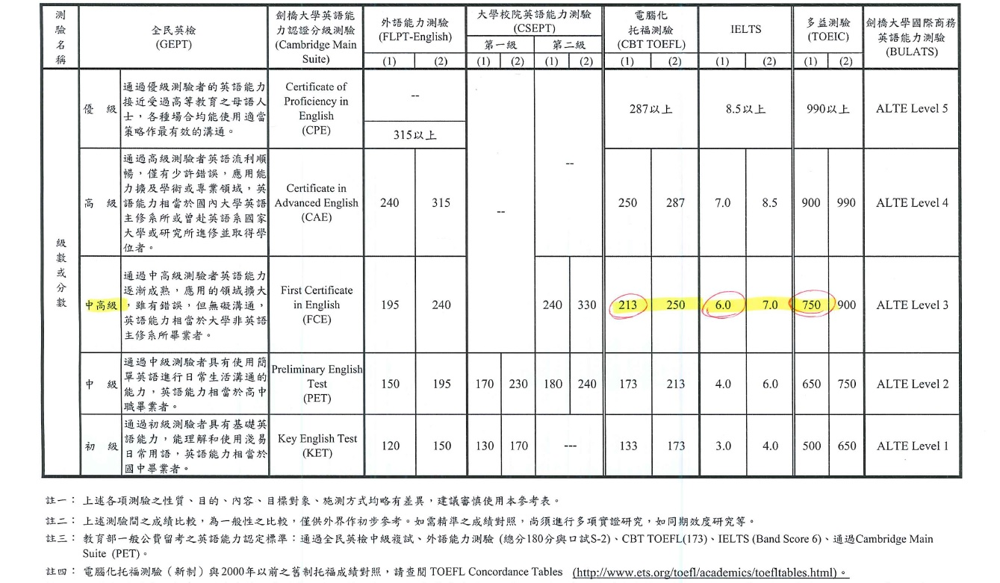 測驗名稱
全民英檢
(GEPT)
劍橋大學英語能
力認證分級測驗
(Cambridge Main
Suite)
外語能力測驗
(FLPT-English)
(1) (2)
大學校院英語能力測驗
(CSEPT)
第一級 第二級
(1) (2) (1) (2)
電腦化
托福測驗
(CBT TOEFL)
(1) (2)
IELTS
(1) (2)
多益測驗
(TOEIC)
(1) (2)
劍橋大學國際商務
英語能力測驗
(BULATS)
級數或分數
優 級
通過優級測驗者的英語能力
接近受過高等教育之母語人
士，各種場合均能使用適當
策略作最有效的溝通。
Certificate of
Proficiency in
English
(CPE)
--
315以上
287以上
8.5以上
990以上
ALTE Level 5
高 級
通過高級測驗者英語流利順
暢，僅有少許錯誤，應用能
力擴及學術或專業領域，英
語能力相當於國內大學英語
主修系所或曾赴英語系國家
大學或研究所進修並取得學
位者。
Certificate in
Advanced English
(CAE)
240 315
--
--
250 287
7.0 8.5
900 990
ALTE Level 4
中高級
通過中高級測驗者英語能力
逐漸成熟，應用的領域擴大
，雖有錯誤，但無礙溝通，
英語能力相當於大學非英語
主修系所畢業者。
First Certificate
in English
(FCE)
195 240
240 330
213 250
6.0 7.0
750 900
ALTE Level 3
中 級
通過中級測驗者具有使用簡
單英語進行日常生活溝通的
能力，英語能力相當於高中
職畢業者。
Preliminary English
Test
(PET)
150 195
170 230
180 240
173 213
4.0 6.0
650 750
ALTE Level 2
初 級
通過初級測驗者具有基礎英
語能力，能理解和使用淺易
日常用語，英語能力相當於
國中畢業者。
Key English Test
(KET)
120 150
130 170
---
133 173
3.0 4.0
500 650
ALTE Level 1
註一： 上述各項測驗之性質、目的、內容、目標對象、施測方式均略有差異，建議審慎使用本參考表。
註二： 上述測驗間之成績比較，為一般性之比較，僅供外界作初步參考。如需精準之成績對照，尚須進行多項實證研究，如同期效度研究等。
註三： 教育部一般公費留考之英語能力認定標準：通過全民英檢中級複試、外語能力測驗 (總分180分與口試S-2)、CBT TOEFL(173)、IELTS (Band Score 6)、通過Cambridge Main
Suite (PET)。
註四： 電腦化托福測驗（新制）與2000年以前之舊制托福成績對照，請查閱 TOEFL Concordance Tables (http://www.ets.org/toefl/academics/toefltables.html)。